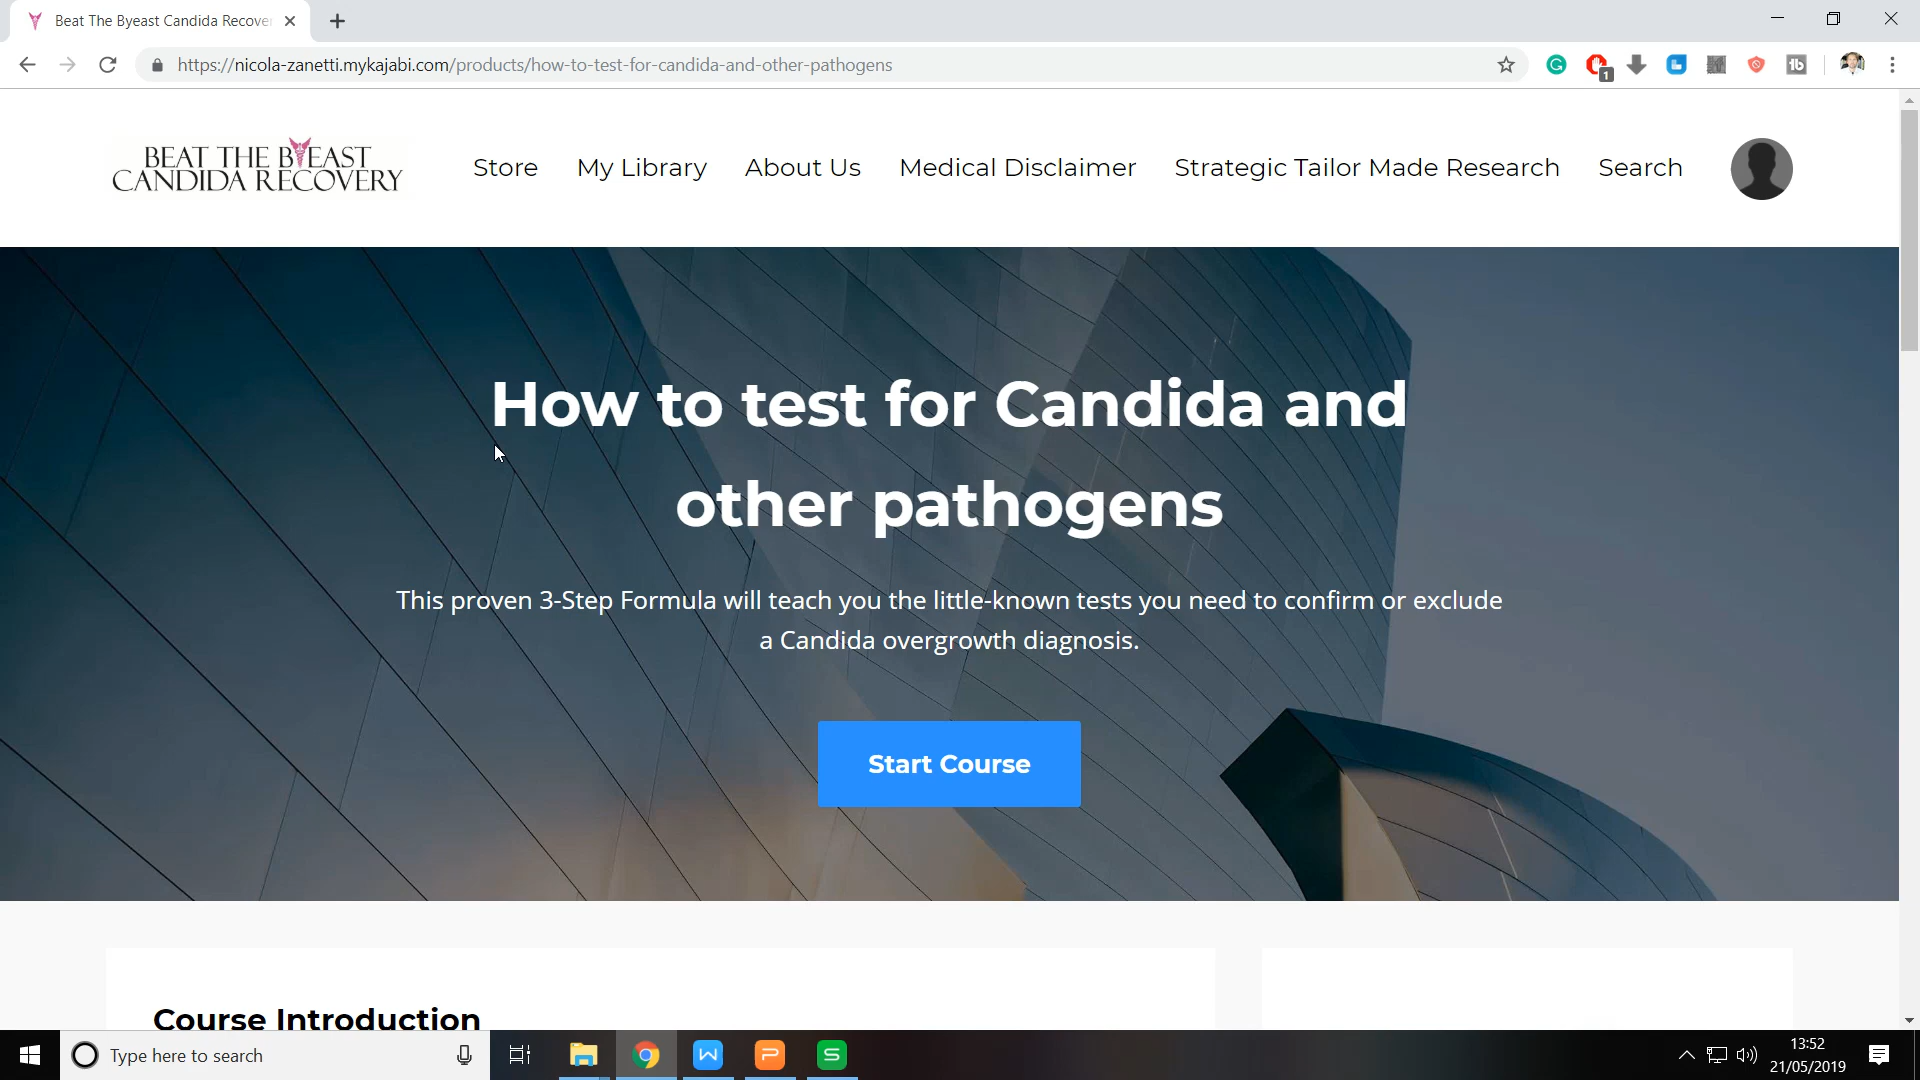 Beat The Byeast Candida Recove
https://nicola-zanetti.mykajabi.com/products/how-to-test-for-candida-and-other-pathogens
1
BEAT THE BYEAST
CANDIDA RECOVERY
Store My Library About Us Medical Disclaimer Strategic Tailor Made Research Search
How to test for Candida and
other pathogens
This proven 3-Step Formula will teach you the little-known tests you need to confirm or exclude
a Candida overgrowth diagnosis.
Start Course
Course Introduction
Type here to search
13:52
21/05/2019